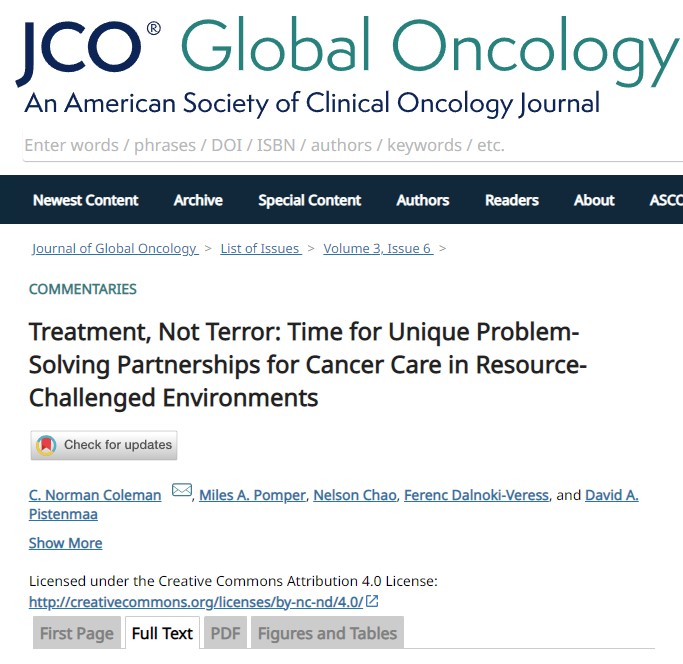 JCO® Global Oncology
An American Society of Clinical Oncology Journal
Enter words / phrases / DOI / ISBN / authors / keywords / etc.
Newest Content Archive Special Content Authors Readers About ASCO
Journal of Global Oncology > List of Issues > Volume 3, Issue 6 >
COMMENTARIES
Treatment, Not Terror: Time for Unique Problem-
Solving Partnerships for Cancer Care in Resource-
Challenged Environments
Check for updates
C. Norman Coleman , Miles A. Pomper, Nelson Chao, Ferenc Dalnoki-Veress, and David A.
Pistenmaa
Show More
Licensed under the Creative Commons Attribution 4.0 License:
http://creativecommons.org/licenses/by-nc-nd/4.0/
First Page Full Text PDF Figures and Tables